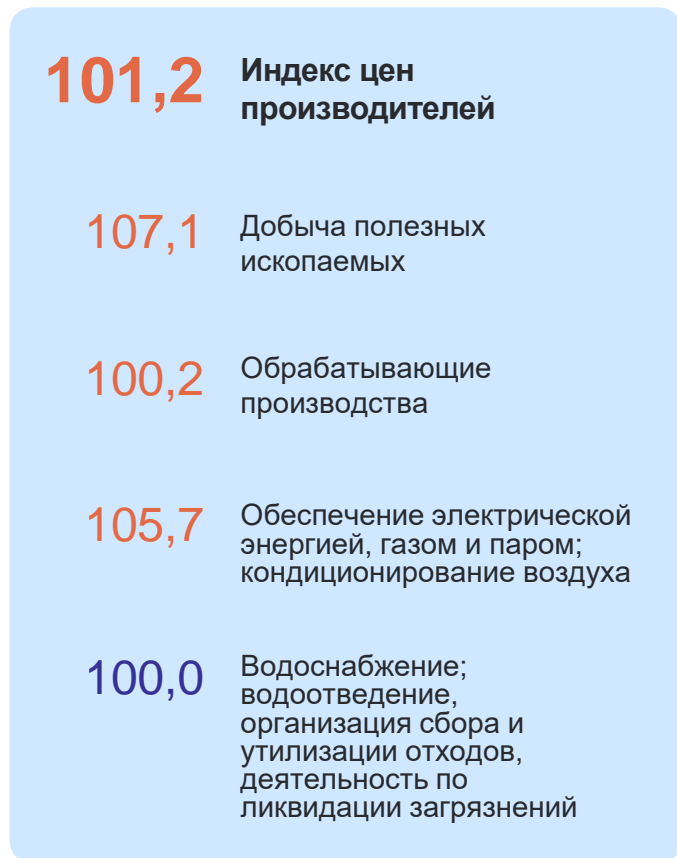 101,2 Индекс цен
производителей
107,1 Добыча полезных
ископаемых
100,2 Обрабатывающие
производства
105,7 Обеспечение электрической
энергией, газом и паром;
кондиционирование воздуха
100,0 Водоснабжение;
водоотведение,
организация сбора и
утилизации отходов,
деятельность по
ликвидации загрязнений